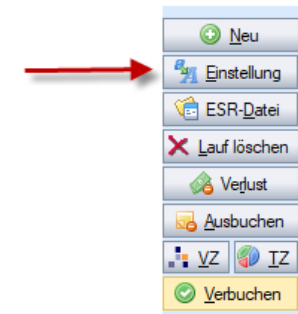 Neu
Einstellung
ESR-Datei
Lauf löschen
Verlust
Ausbuchen
VZ TZ
Verbuchen